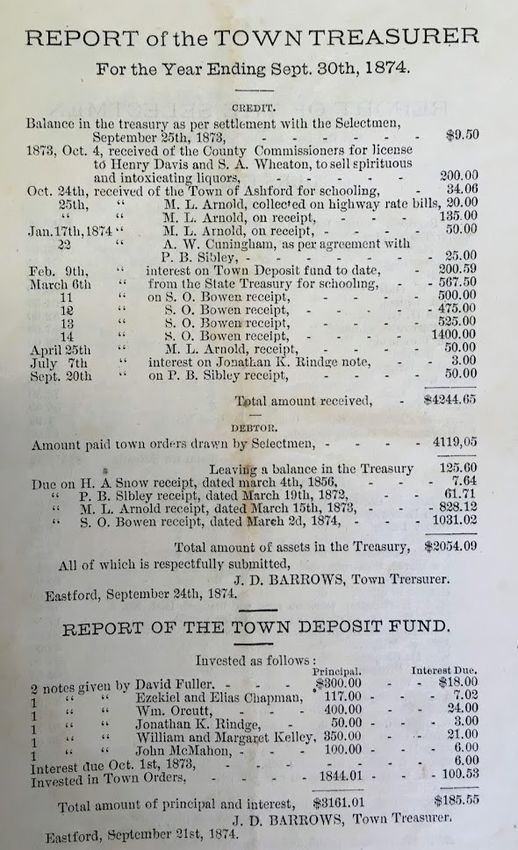 REPORT of the TOWN TREASURER
For the Year Ending Sept. 30th, 1874.
CREDIT.
Balance in the treasury as per settlement with the Selectmen,
September 25th, 1873, - - - - - - $9.50
1873, Oct. 4, received of the County Commissioners for license
to Henry Davis and S. A. Wheaton, to sell spirituous
and intoxicating liquors, - - - - - 200.00
Oct. 24th, received of the Town of Ashford for schooling, - 34.06
25th, " M. L. Arnold, collected on highway rate bills, 20.00
" " M. L. Arnold, on receipt, - - - 135.00
Jan. 17th, 1874 " M. L. Arnold, on receipt, - - - - 50.00
22 " A. W. Cuningham, as per agreement with
P. B. Sibley, - - - - - - 25.00
Feb. 9th, " interest on Town Deposit fund to date, - 200.59
March 6th " from the State Treasury for schooling, - - 567.50
11 " on S. O. Bowen receipt, - - - - 500.00
12 " S. O. Bowen receipt, - - - - - 475.00
13 " S. O. Bowen receipt, - - - - 525.00
14 " S. O. Bowen receipt, - - - - - 1400.00
April 25th " M. L. Arnold, receipt, - - - - 50.00
July 7th " interest on Jonathan K. Rindge note, - - 3.00
Sept. 20th " on P. B. Sibley receipt, - - - - 50.00
Total amount received, - $4244.65
DEBTOR.
Amount paid town orders drawn by Selectmen, - - - - 4119,05
Leaving a balance in the Treasury 125.60
Due on H. A Snow receipt, dated march 4th, 1856, - - - - 7.64
" P. B. Sibley receipt, dated March 19th, 1872, - - - 61.71
" M. L. Arnold receipt, dated March 15th, 1873, - - - 828.12
" S. O. Bowen receipt, dated March 2d, 1874, - - - 1031.02
Total amount of assets in the Treasury, $2054.09
All of which is respectfully submitted,
J. D. BARROWS, Town Trersurer.
Eastford, September 24th, 1874.
REPORT OF THE TOWN DEPOSIT FUND.
Invested as follows:
Principal. Interest Due.
2 notes given by David Fuller. - - - $300.00 - - $18.00
1 " " Ezekiel and Elias Chapman, 117.00 - - 7.02
1 " " Wm. Orcutt, - - - 400.00 - - 24.00
1 " " Jonathan K. Rindge, - 50.00 - - 3.00
1 " " William and Margaret Kelley, 350.00 - - 21.00
1 " " John McMahon, - - - 100.00 - - 6.00
Interest due Oct. 1st, 1873, - - - - - - - - 6.00
Invested in Town Orders, - - - - 1844.01 - - - 100.53
Total amount of principal and interest, $3161.01 $185.55
J. D. BARROWS, Town Treasurer.
Eastford, September 21st, 1874.